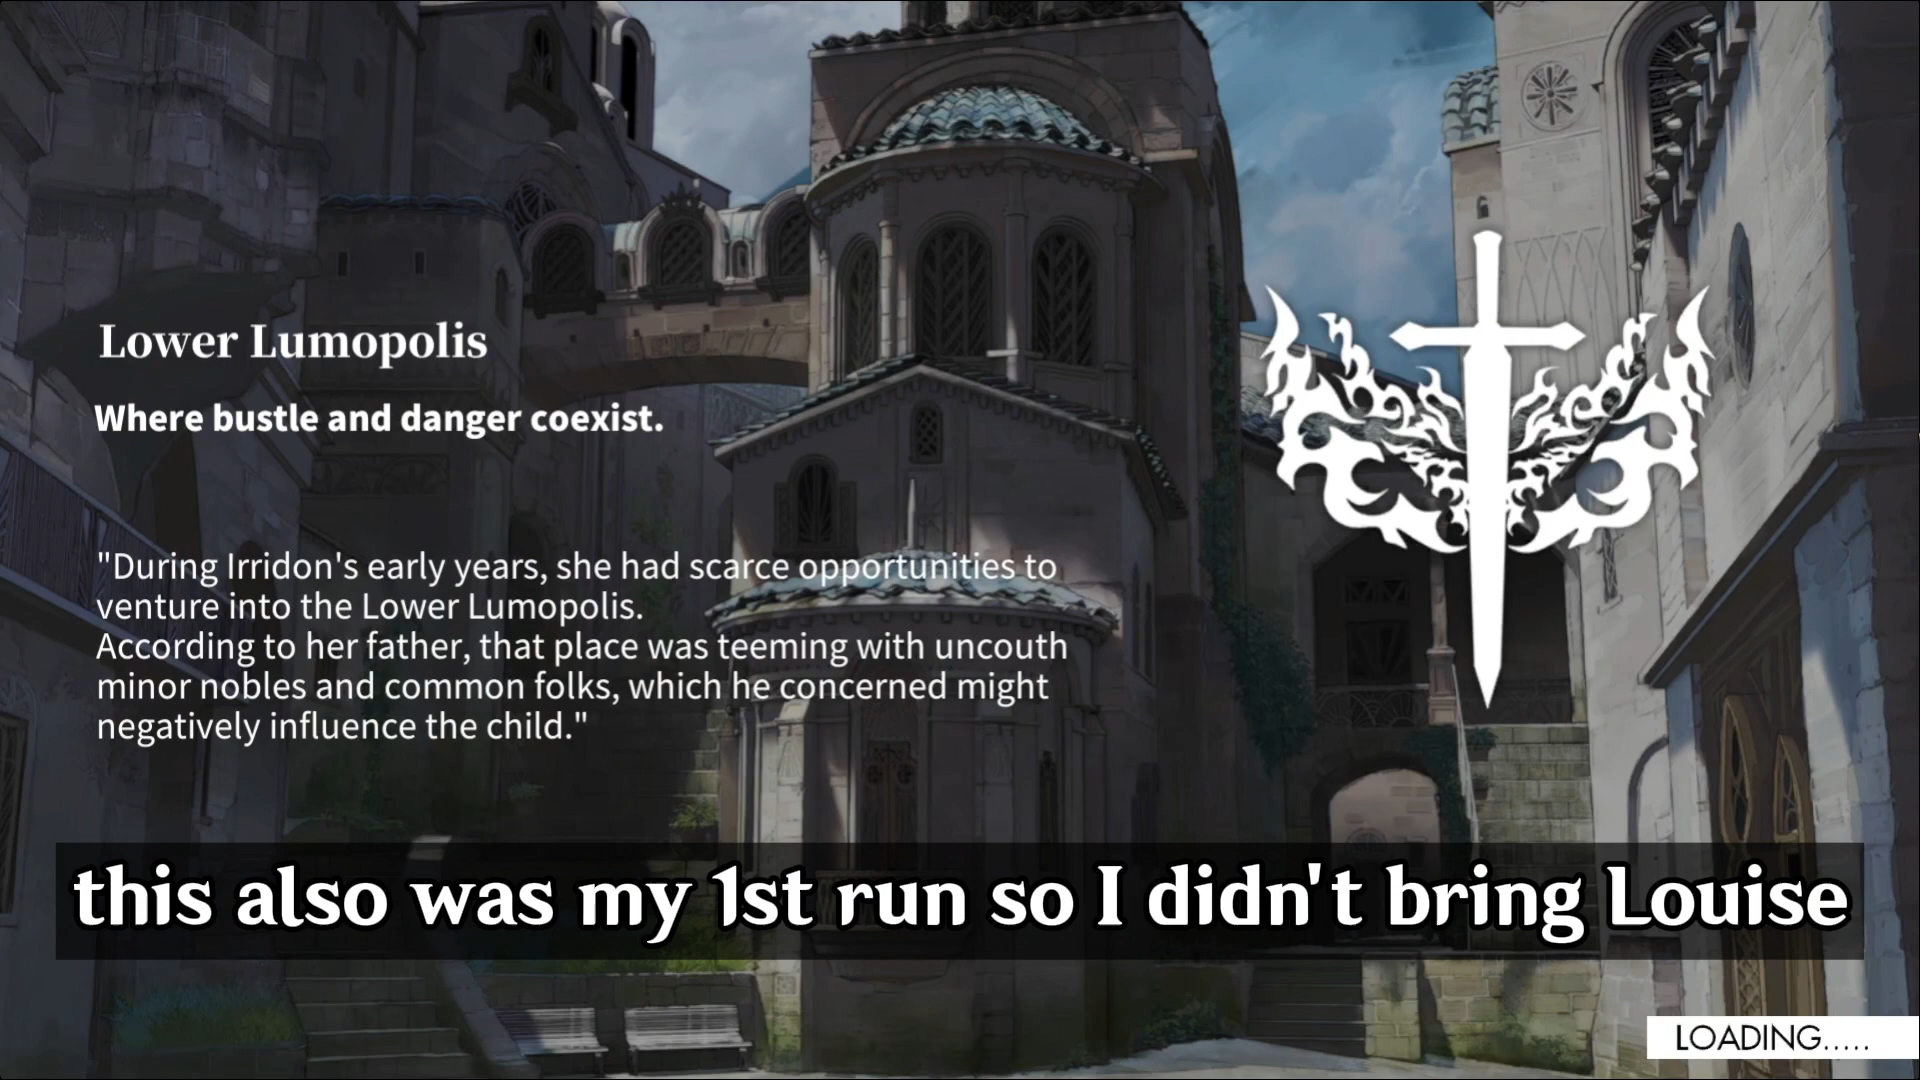 Lower Lumopolis
Where bustle and danger coexist.
"During Irridon's early years, she had scarce opportunities to
venture into the Lower Lumopolis.
According to her father, that place was teeming with uncouth
minor nobles and common folks, which he concerned might
negatively influence the child."
this also was my 1st run so I didn't bring Louise
LOADING.....